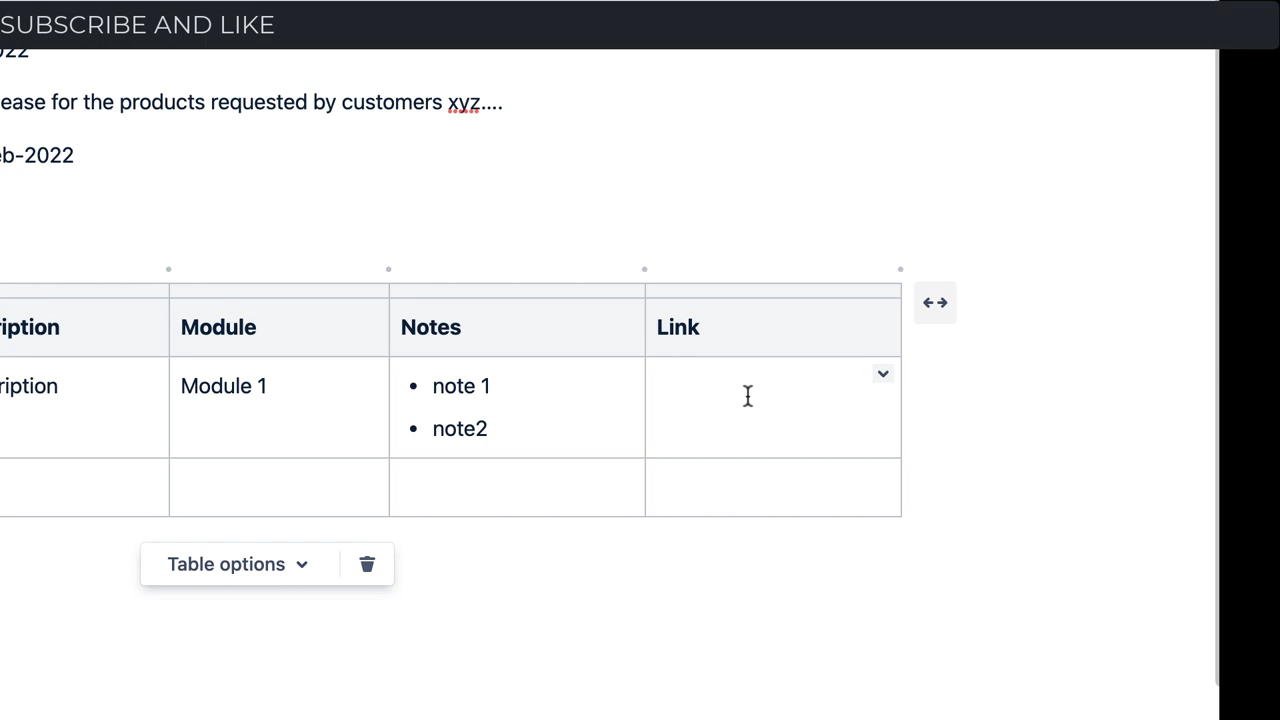 SUBSCRIBE AND LIKE
022
ease for the products requested by customers xyz....
eb-2022
ription Module Notes Link
ription Module 1 • note 1
• note2
Table options